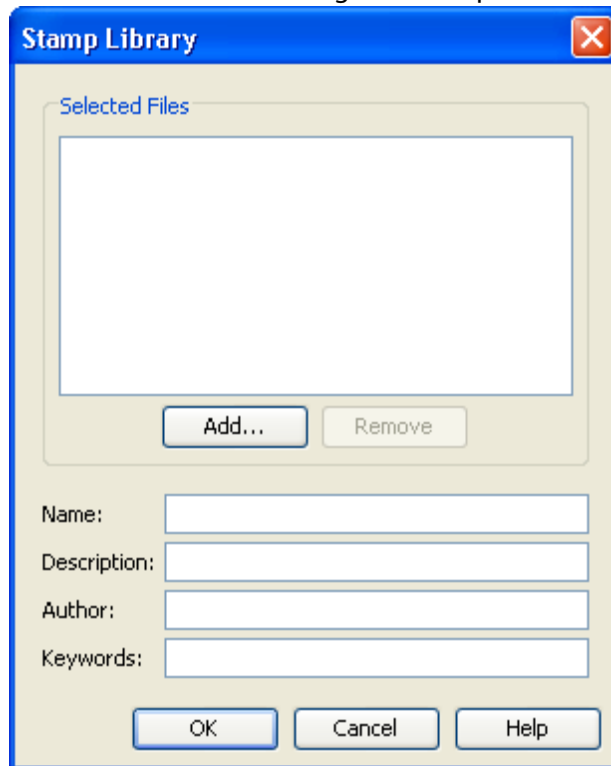 Stamp Library
Selected Files
Add... Remove
Name:
Description:
Author:
Keywords:
OK Cancel Help